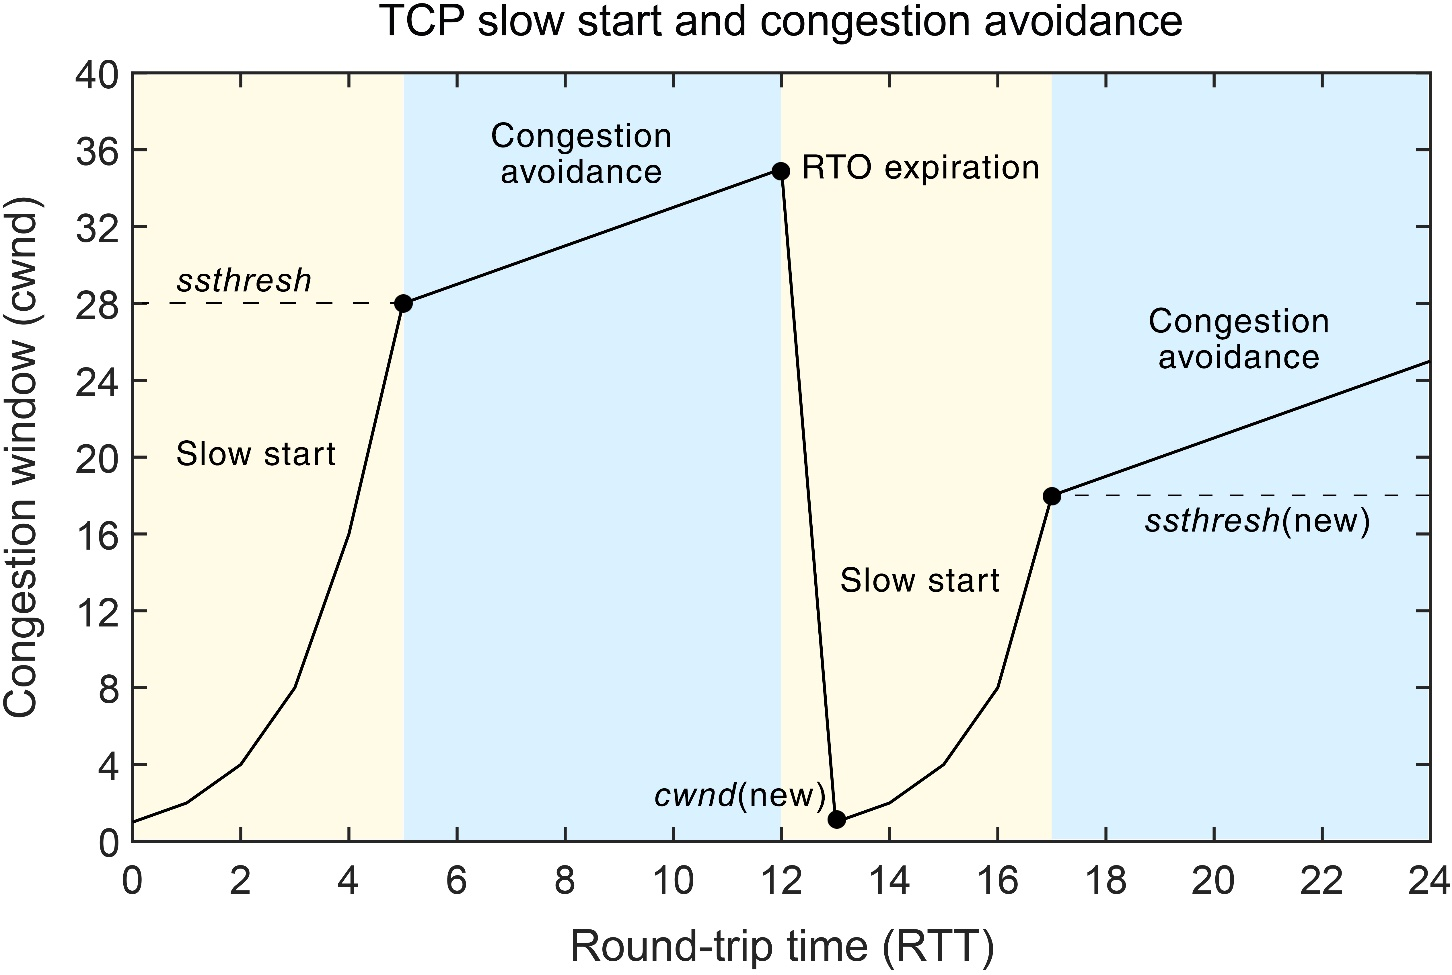 TCP slow start and congestion avoidance
40
36
32
28
24
20
16
12
8
4
0
Congestion window (cwnd)
Congestion
avoidance
RTO expiration
ssthresh
Slow start
Congestion
avoidance
ssthresh(new)
Slow start
cwnd(new)
0 2 4 6 8 10 12 14 16 18 20 22 24
Round-trip time (RTT)